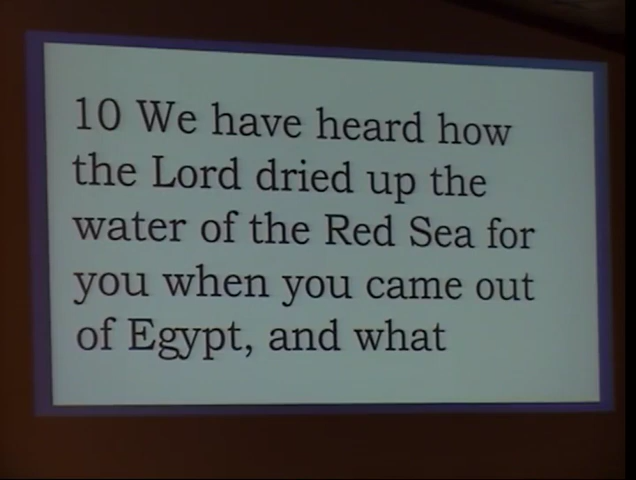 10 We have heard how
the Lord dried up the
water of the Red Sea for
you when you came out
of Egypt, and what